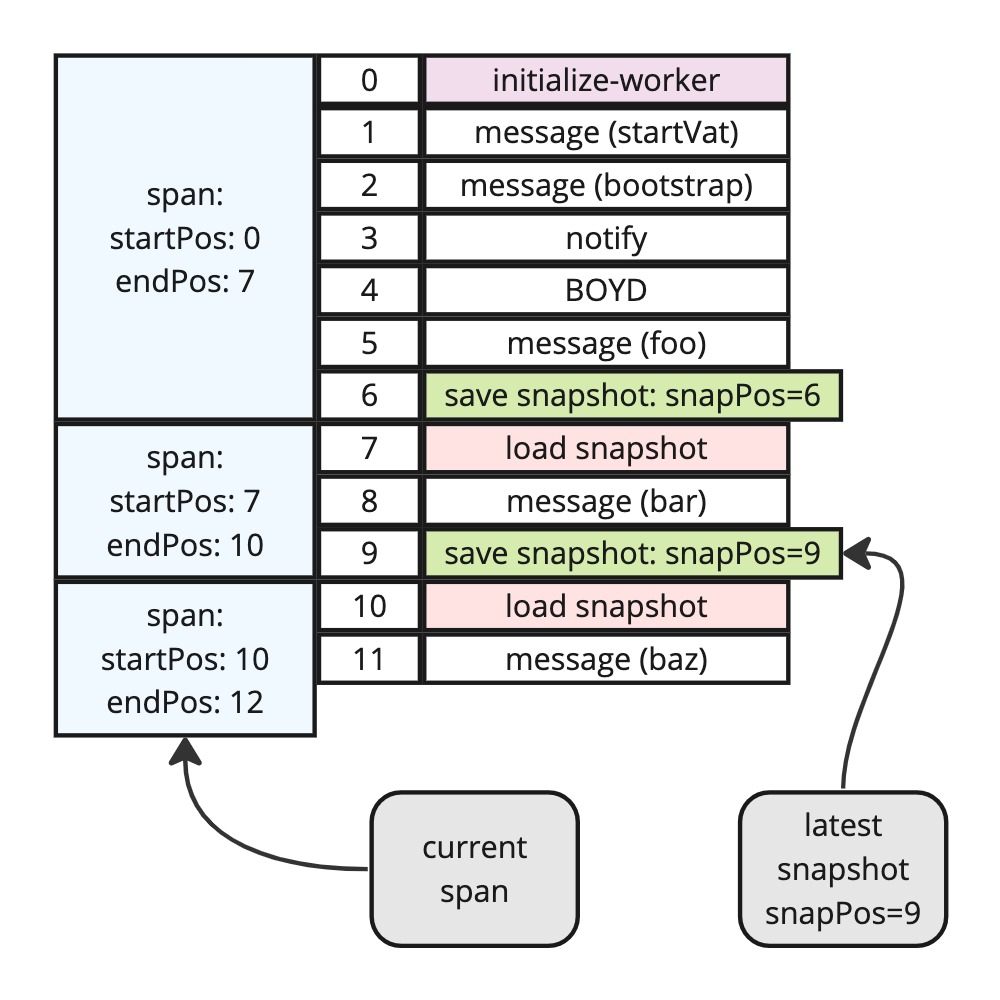 span:
startPos: 0
endPos: 7
0 initialize-worker
1 message (startVat)
2 message (bootstrap)
3 notify
4 BOYD
5 message (foo)
6 save snapshot: snapPos=6
span:
startPos: 7
endPos: 10
7 load snapshot
8 message (bar)
9 save snapshot: snapPos=9
span:
startPos: 10
endPos: 12
10 load snapshot
11 message (baz)
current
span
latest
snapshot
snapPos=9